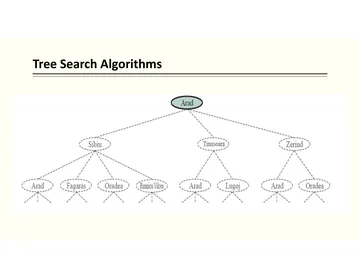 Tree Search Algorithms
Arad
Sibiu Timisoara Zerind
Arad Fagaras Oradea Rimnicu Vilcea Arad Lugoj Arad Oradea